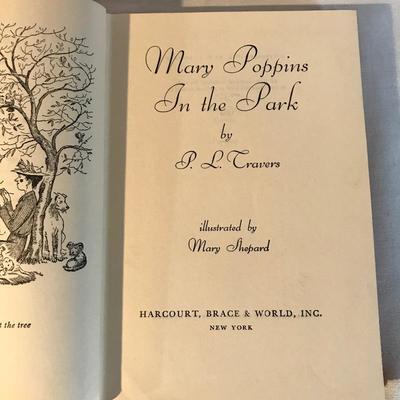 t the tree
Mary Poppins
In the Park
by
P. L. Travers
illustrated by
Mary Shepard
HARCOURT, BRACE & WORLD, INC.
NEW YORK